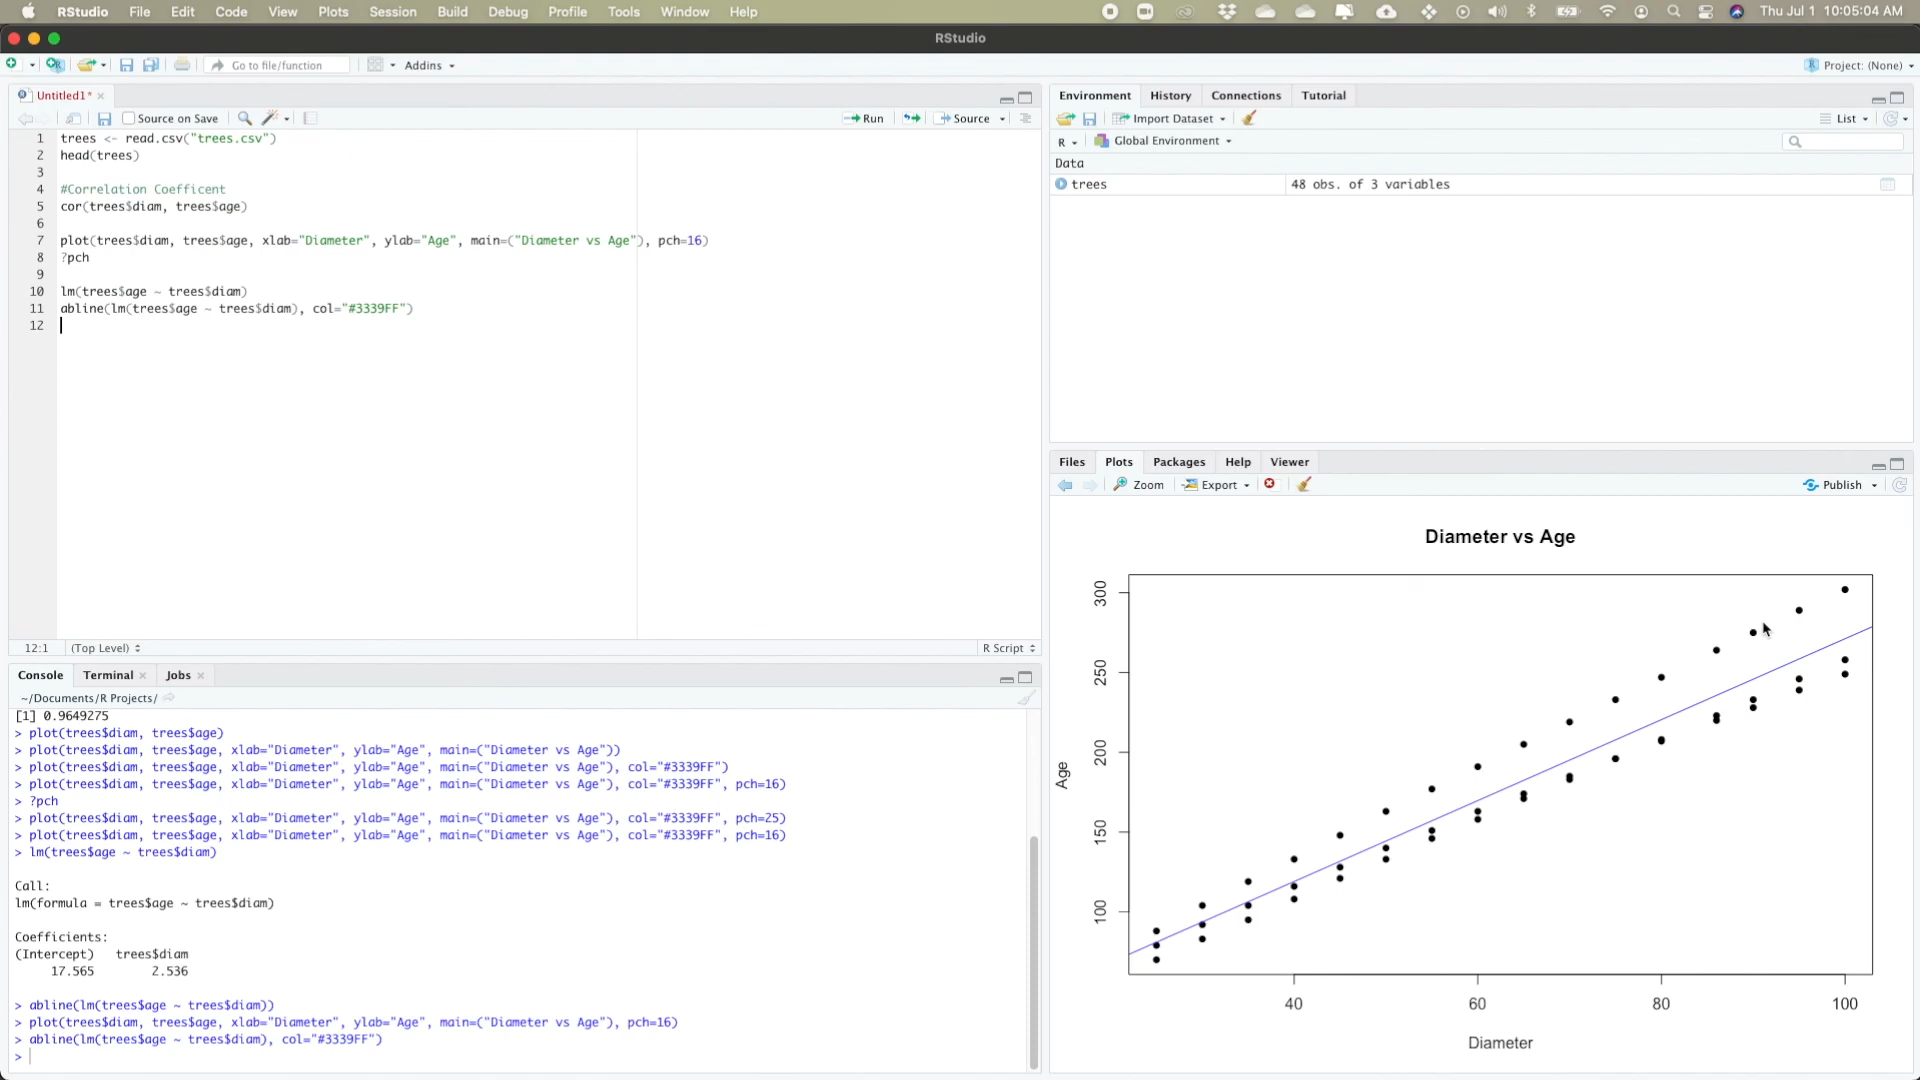 RStudio File Edit Code View Plots Session Build Debug Profile Tools Window Help Thu Jul 1 10:05:04 AM
RStudio
Go to file/function Addins Project: (None)
Untitled1*
Source on Save Run Source
1 trees <- read.csv("trees.csv")
2 head(trees)
3
4 #Correlation Coefficent
5 cor(trees$diam, trees$age)
6
7 plot(trees$diam, trees$age, xlab="Diameter", ylab="Age", main=("Diameter vs Age"), pch=16)
8 ?pch
9
10 lm(trees$age ~ trees$diam)
11 abline(lm(trees$age ~ trees$diam), col="#3339FF")
12
12:1 (Top Level) R Script
Console Terminal Jobs
~/Documents/R Projects/
[1] 0.9649275
> plot(trees$diam, trees$age)
> plot(trees$diam, trees$age, xlab="Diameter", ylab="Age", main=("Diameter vs Age"))
> plot(trees$diam, trees$age, xlab="Diameter", ylab="Age", main=("Diameter vs Age"), col="#3339FF")
> plot(trees$diam, trees$age, xlab="Diameter", ylab="Age", main=("Diameter vs Age"), col="#3339FF", pch=16)
> ?pch
> plot(trees$diam, trees$age, xlab="Diameter", ylab="Age", main=("Diameter vs Age"), col="#3339FF", pch=25)
> plot(trees$diam, trees$age, xlab="Diameter", ylab="Age", main=("Diameter vs Age"), col="#3339FF", pch=16)
> lm(trees$age ~ trees$diam)
Call:
lm(formula = trees$age ~ trees$diam)
Coefficients:
(Intercept) trees$diam
17.565 2.536
> abline(lm(trees$age ~ trees$diam))
> plot(trees$diam, trees$age, xlab="Diameter", ylab="Age", main=("Diameter vs Age"), pch=16)
> abline(lm(trees$age ~ trees$diam), col="#3339FF")
>
Environment History Connections Tutorial
Import Dataset List
R Global Environment
Data
trees 48 obs. of 3 variables
Files Plots Packages Help Viewer
Zoom Export Publish
Diameter vs Age
300
250
200
150
100
Age
40 60 80 100
Diameter